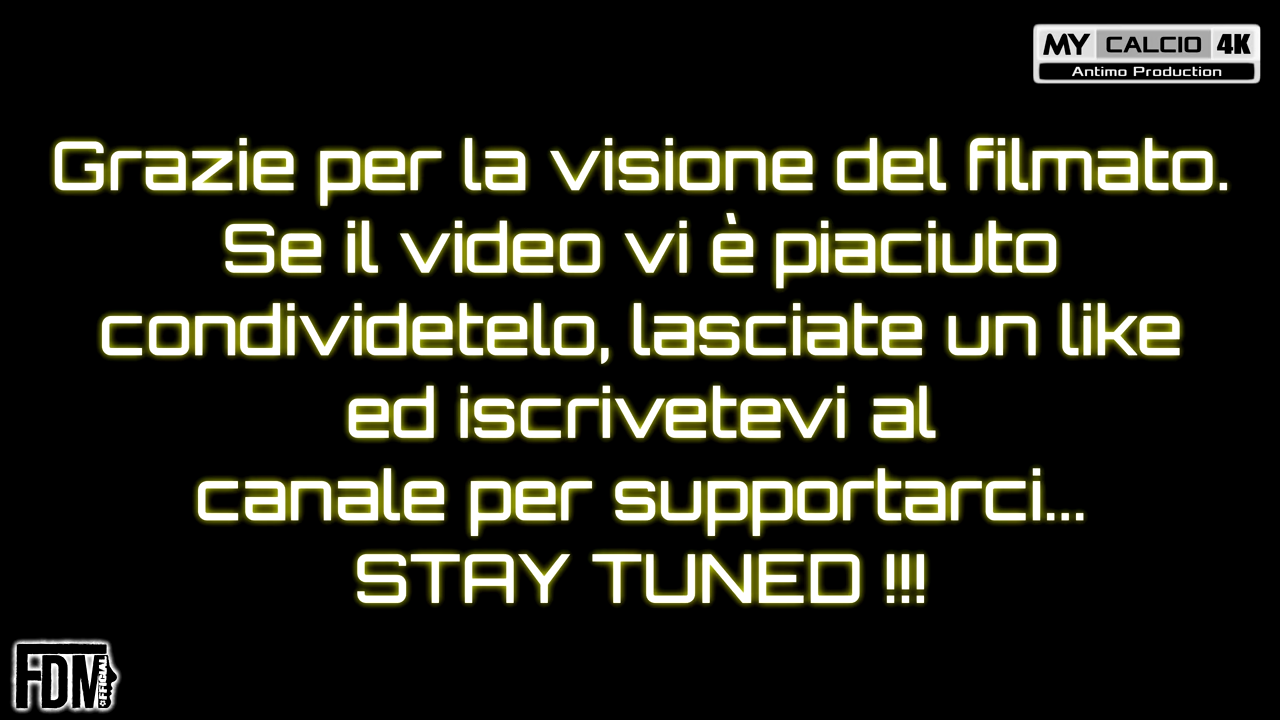 MY CALCIO 4K
Antimo Production
Grazie per la visione del filmato.
Se il video vi è piaciuto
condividetelo, lasciate un like
ed iscrivetevi al
canale per supportarci...
STAY TUNED !!!
FDM
OFFICIAL